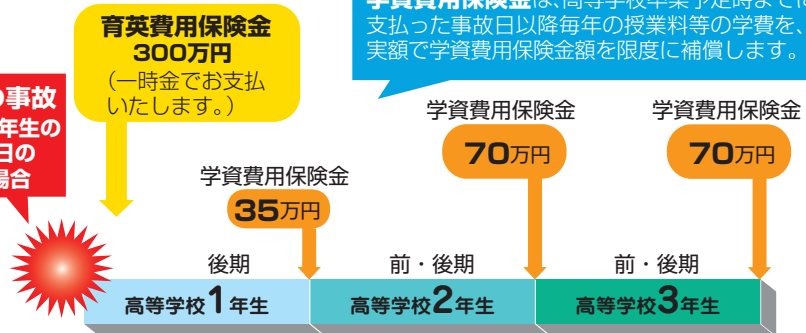 育英費用保険金
300万円
(一時金でお支払
いたします。)
学資費用保険金は、高等学校卒業予定時までに
支払った事故日以降毎年の授業料等の学費を、
実額で学資費用保険金額を限度に補償します。
事故
年生の
日の
場合
学資費用保険金
35万円
学資費用保険金
70万円
学資費用保険金
70万円
後期
前・後期
前・後期
高等学校1年生
高等学校2年生
高等学校3年生